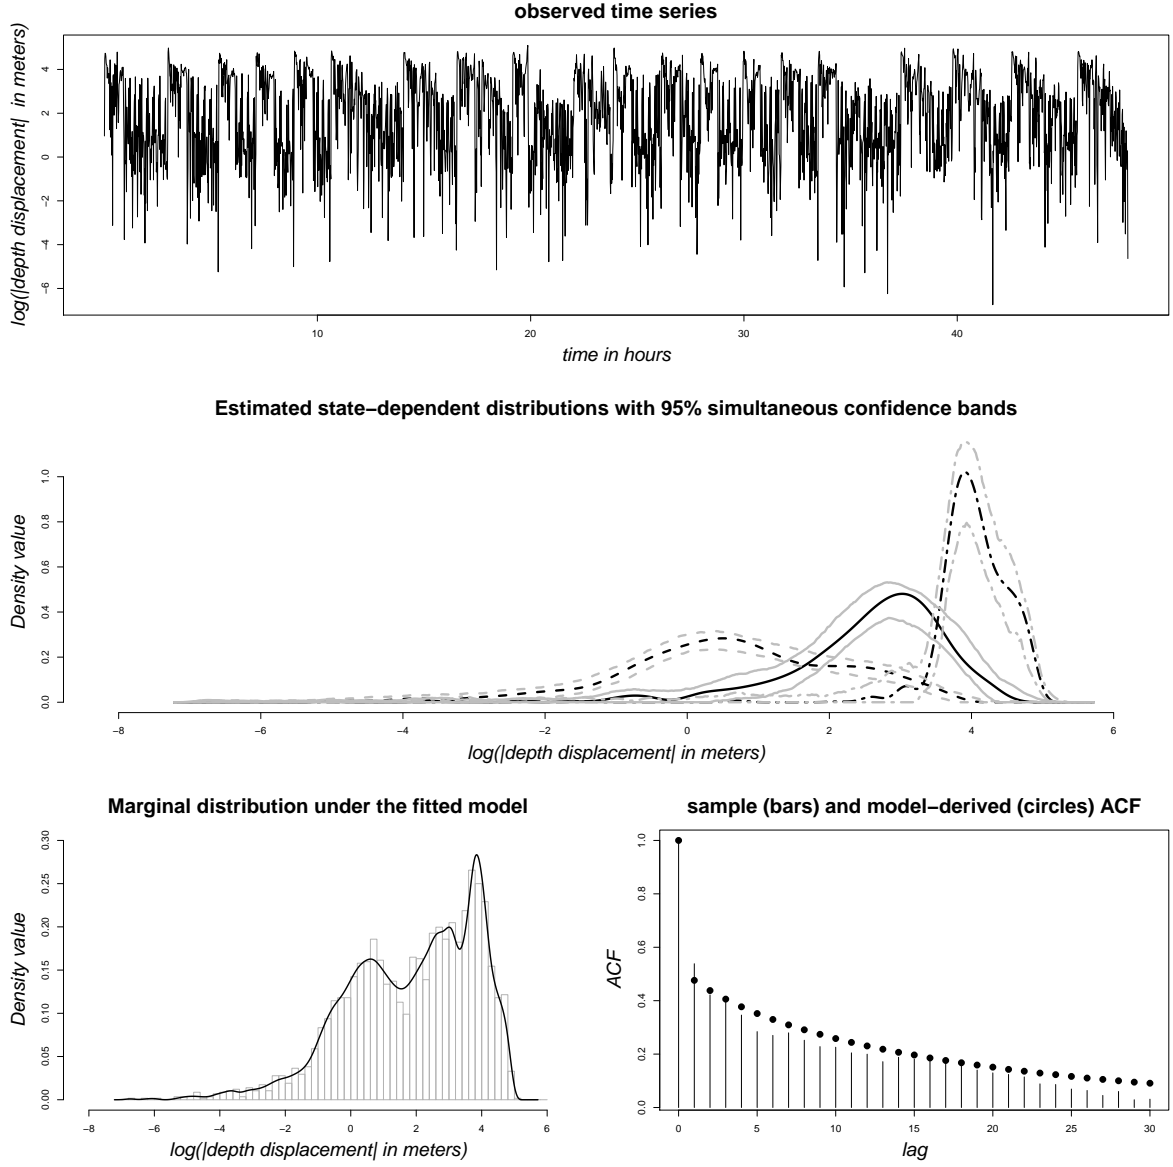 observed time series
log(|depth displacement| in meters)
4
2
0
−2
−4
−6
10 20 30 40
time in hours
Estimated state−dependent distributions with 95% simultaneous confidence bands
Density value
1.0
0.8
0.6
0.4
0.2
0.0
−8 −6 −4 −2 0 2 4 6
log(|depth displacement| in meters)
Marginal distribution under the fitted model
Density value
0.30
0.25
0.20
0.15
0.10
0.05
0.00
−8 −6 −4 −2 0 2 4 6
log(|depth displacement| in meters)
sample (bars) and model−derived (circles) ACF
ACF
1.0
0.8
0.6
0.4
0.2
0.0
0 5 10 15 20 25 30
lag